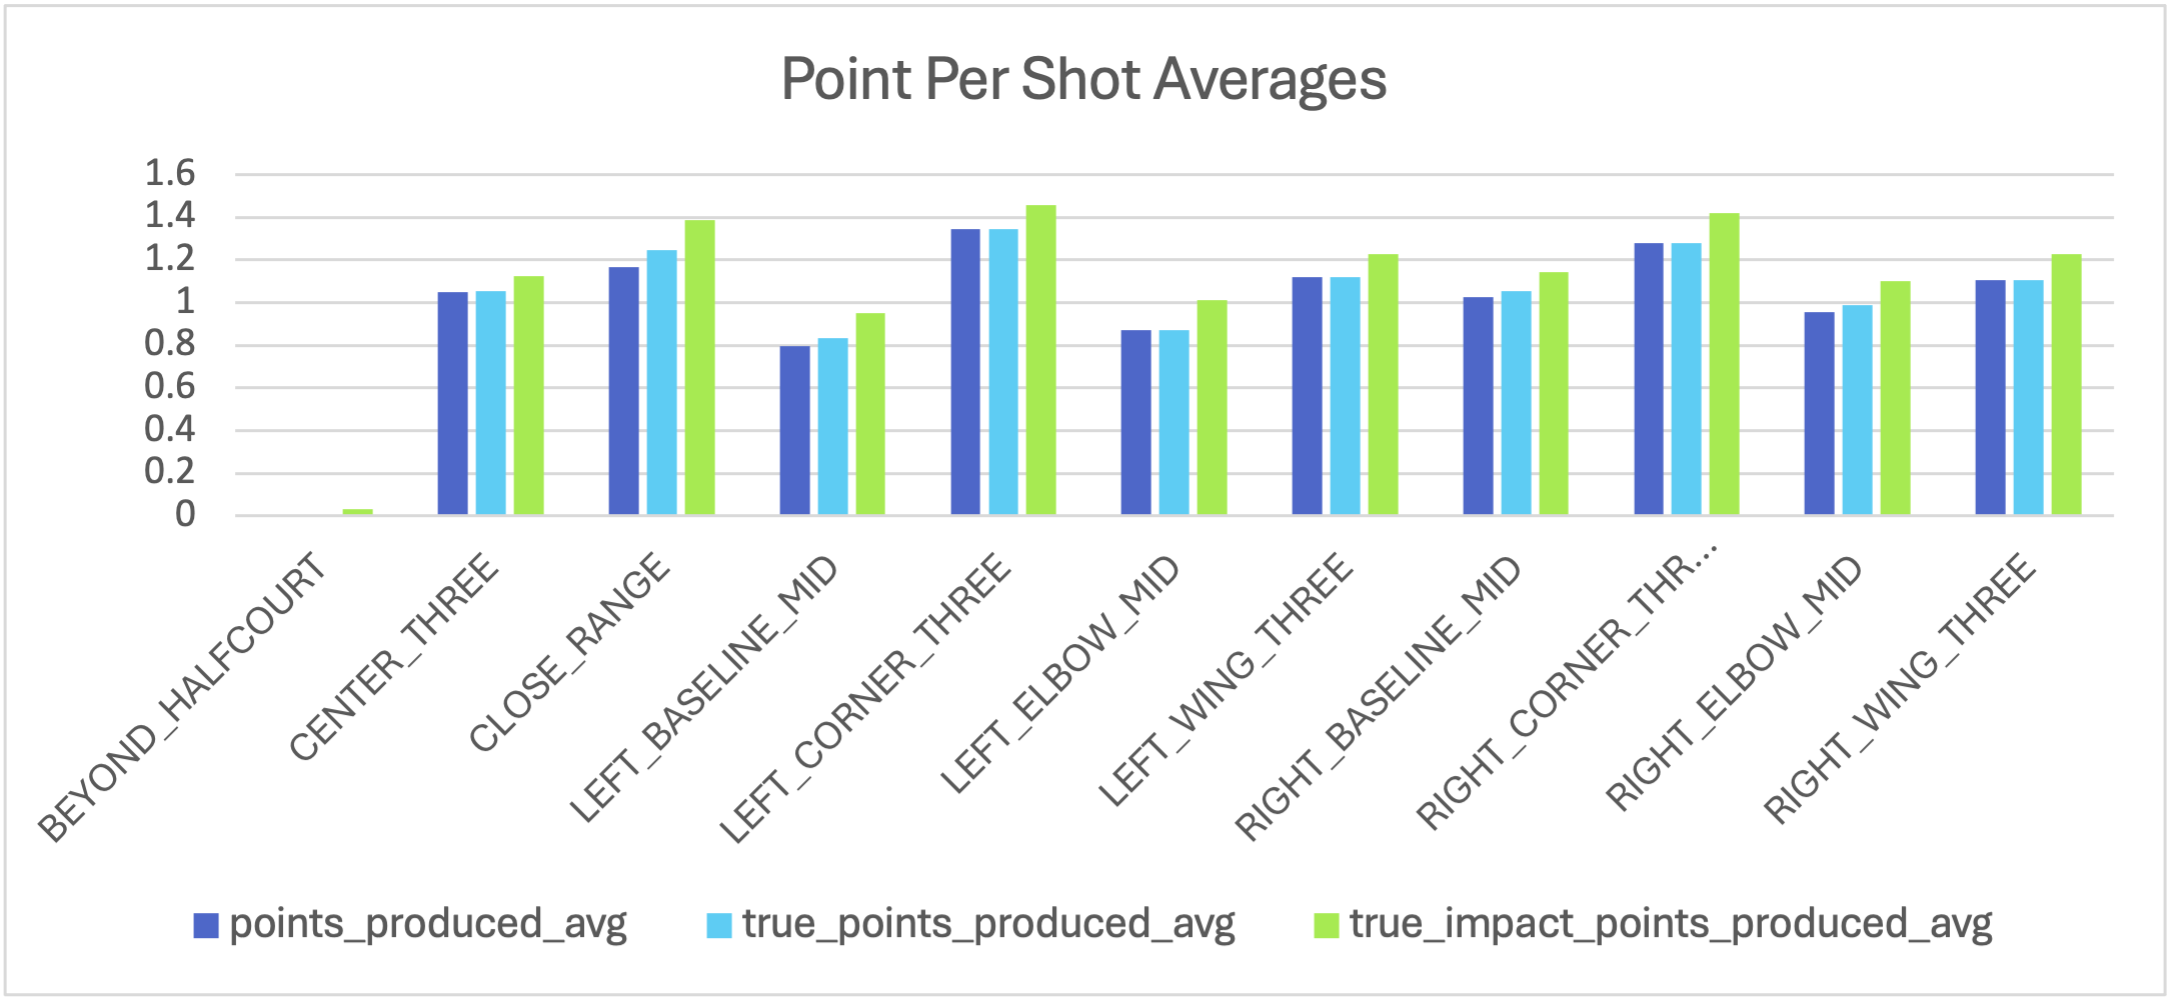 Point Per Shot Averages
1.6
1.4
1.2
1
0.8
0.6
0.4
0.2
0
BEYOND_HALFCOURT
CENTER_THREE
CLOSE_RANGE
LEFT_BASELINE_MID
LEFT_CORNER_THREE
LEFT_ELBOW_MID
LEFT_WING_THREE
RIGHT_BASELINE_MID
RIGHT_CORNER_THR...
RIGHT_ELBOW_MID
RIGHT_WING_THREE
points_produced_avg true_points_produced_avg true_impact_points_produced_avg